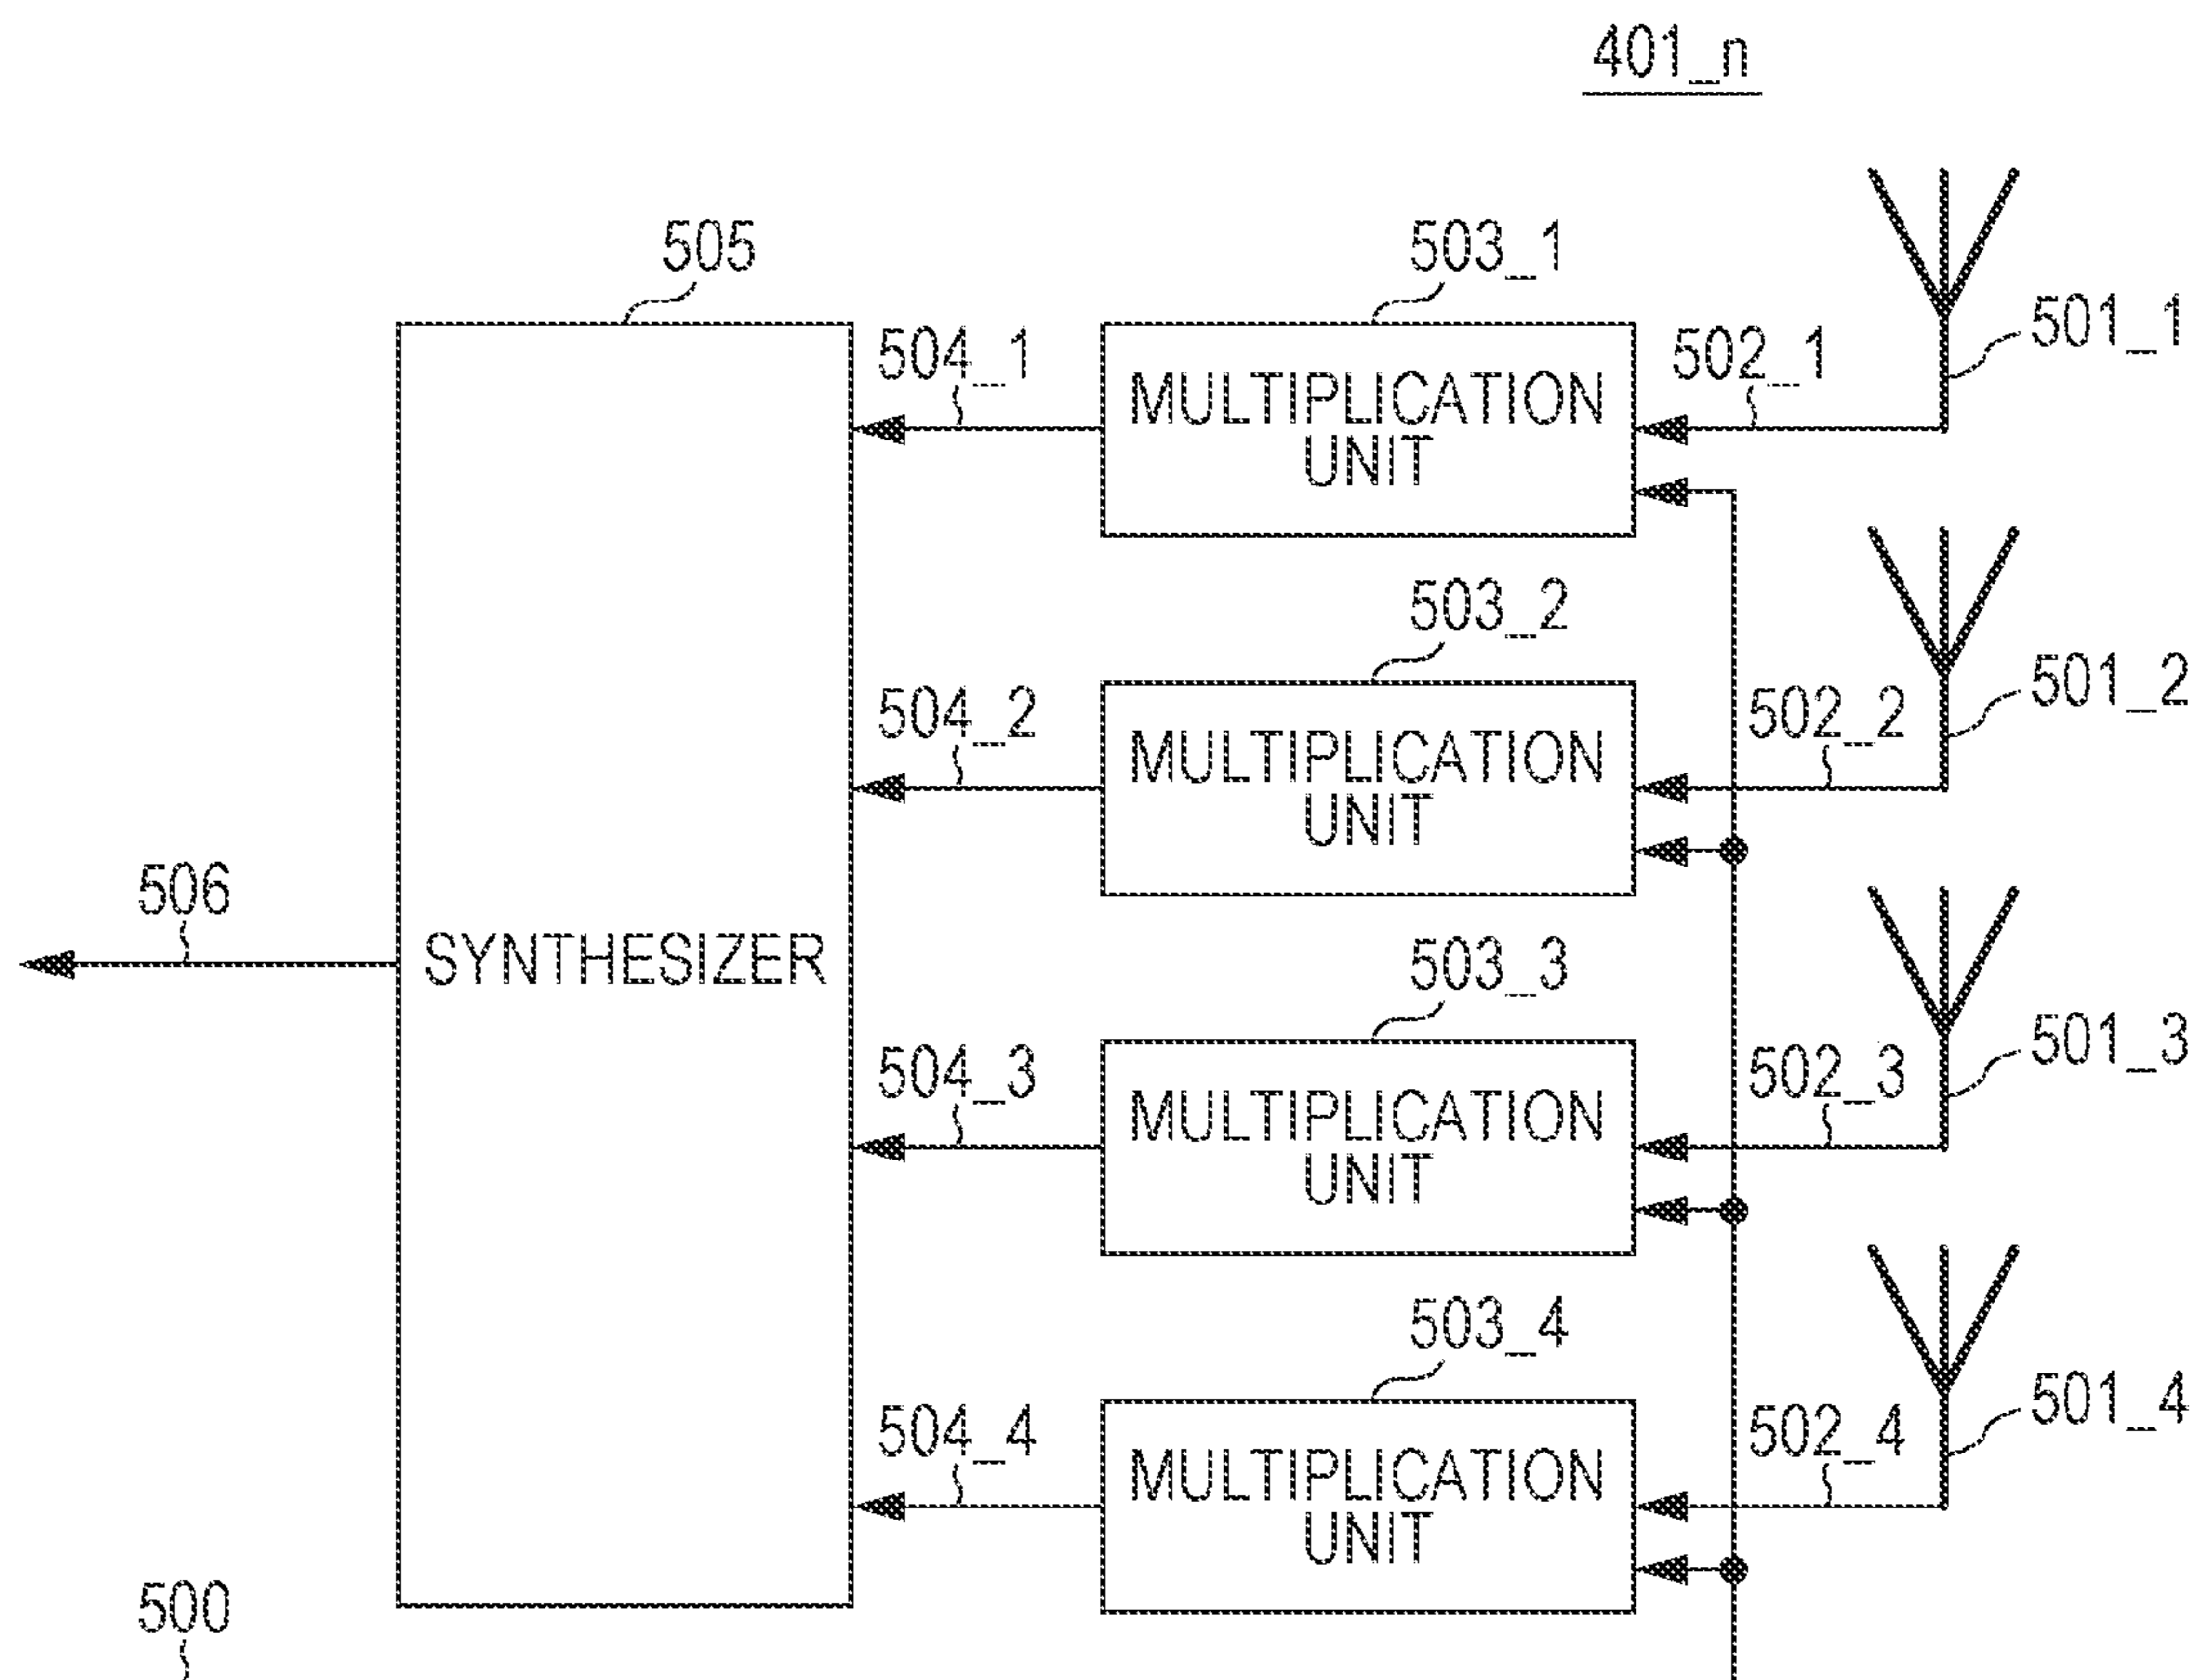 401_n
505
503_1
504_1
502_1
501_1
MULTIPLICATION
UNIT
503_2
504_2
502_2
501_2
MULTIPLICATION
UNIT
506
SYNTHESIZER
503_3
504_3
502_3
501_3
MULTIPLICATION
UNIT
503_4
504_4
502_4
501_4
MULTIPLICATION
UNIT
500